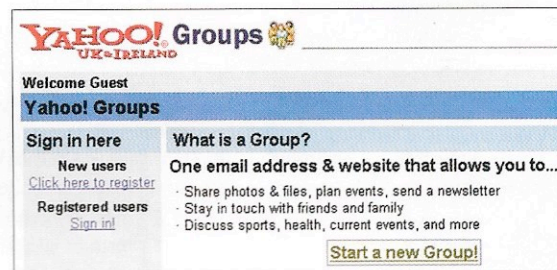 YAHOO! Groups
UK & IRELAND
Welcome Guest
Yahoo! Groups
Sign in here
New users
Click here to register
Registered users
Sign in!
What is a Group?
One email address & website that allows you to...
· Share photos & files, plan events, send a newsletter
· Stay in touch with friends and family
· Discuss sports, health, current events, and more
Start a new Group!